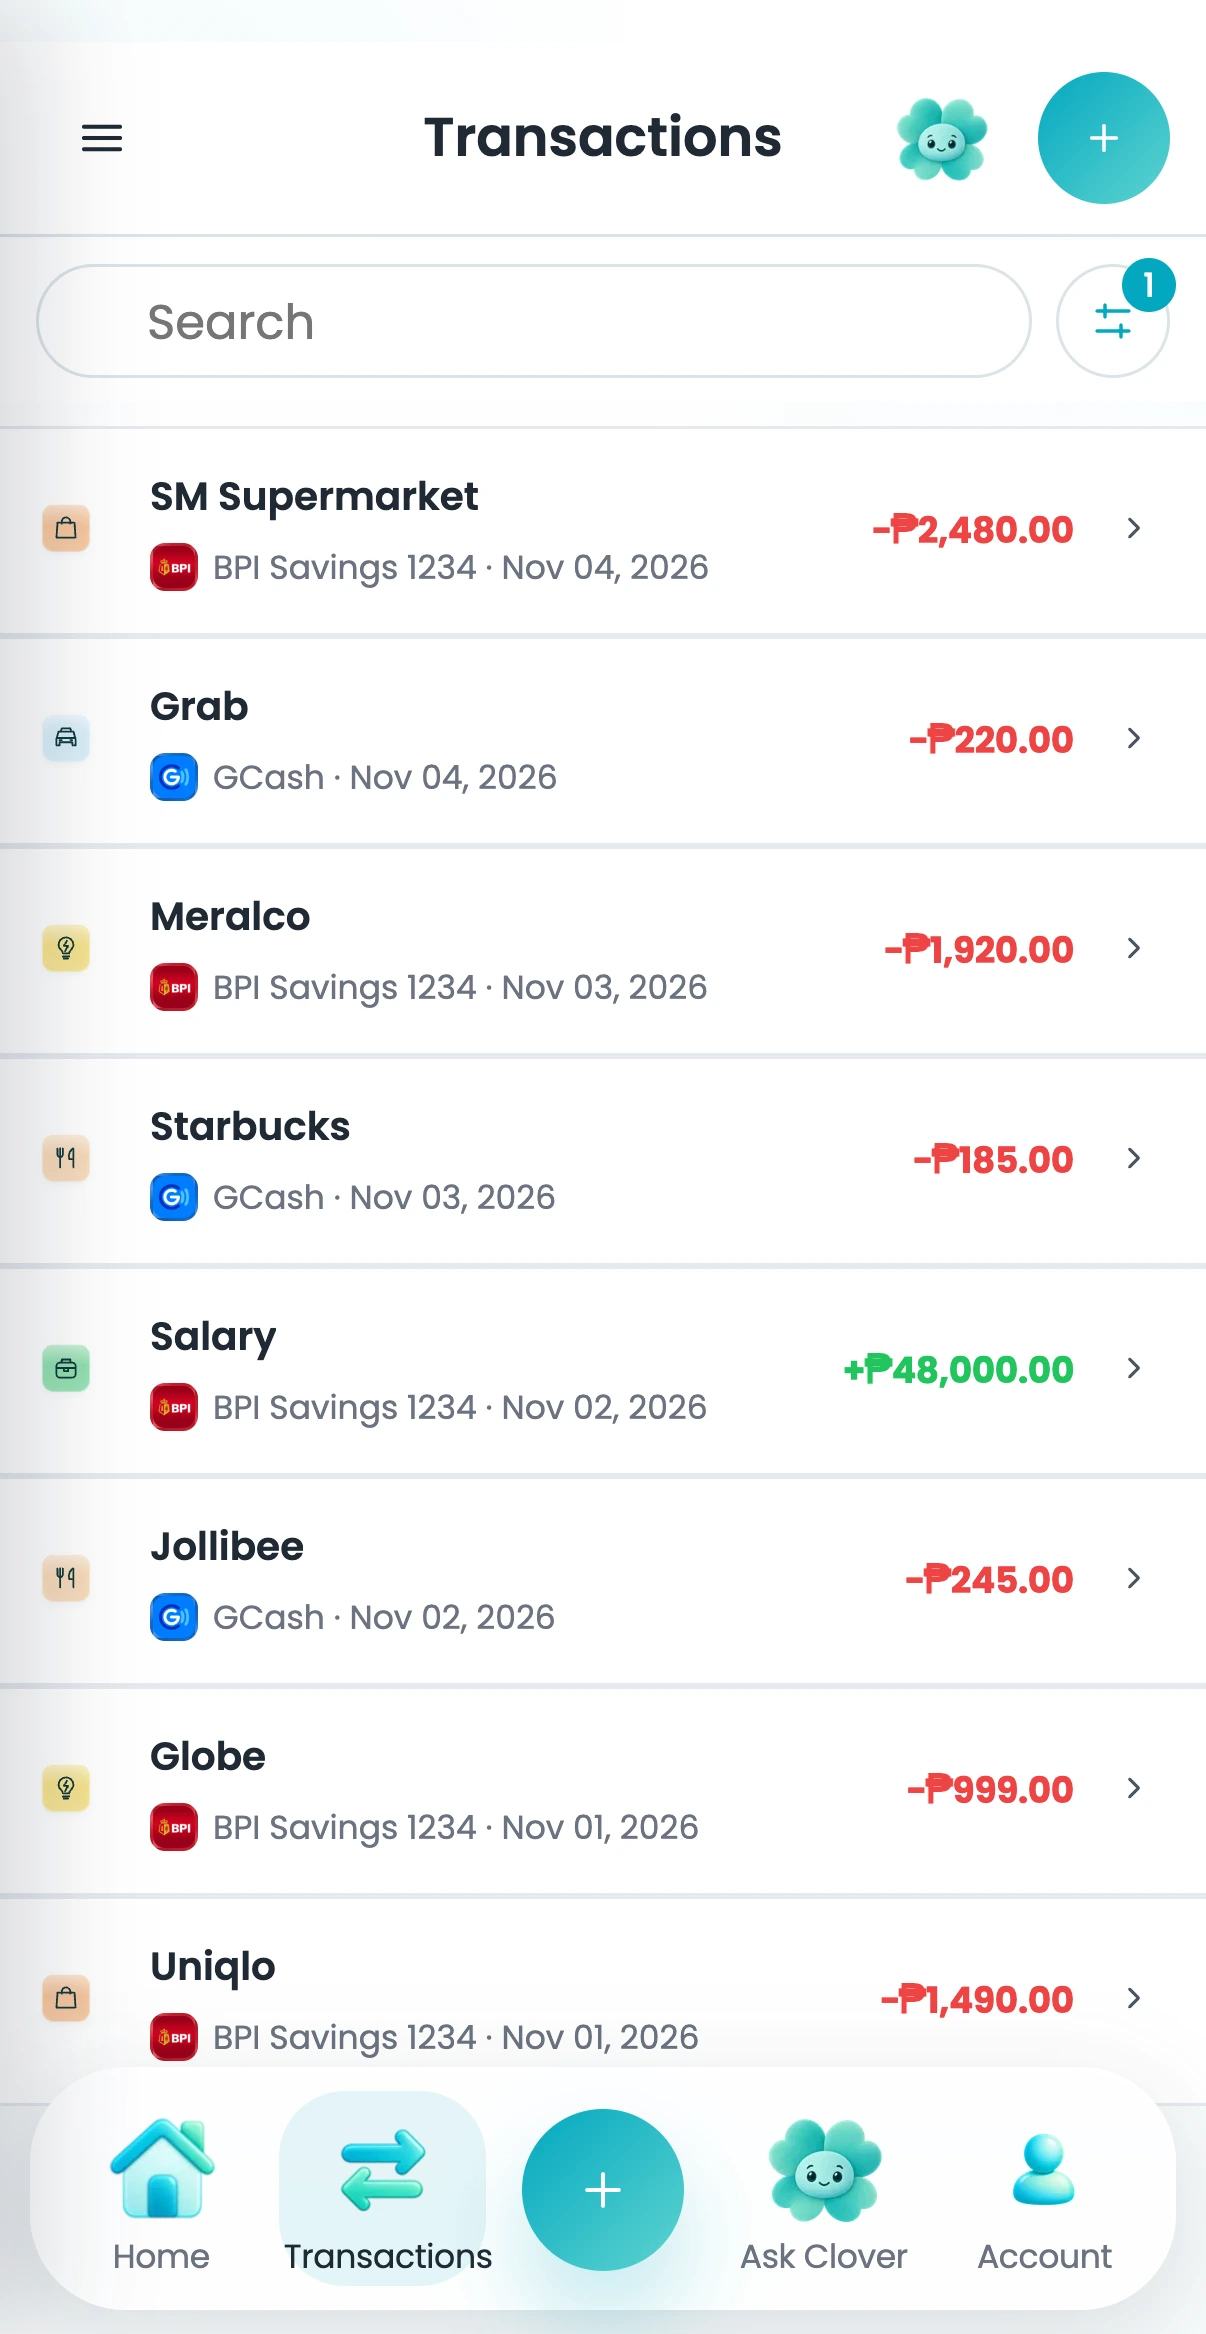 Transactions
Search
1
SM Supermarket
BPI
BPI Savings 1234 · Nov 04, 2026
-₱2,480.00
Grab
G
GCash · Nov 04, 2026
-₱220.00
Meralco
BPI
BPI Savings 1234 · Nov 03, 2026
-₱1,920.00
Starbucks
G
GCash · Nov 03, 2026
-₱185.00
Salary
BPI
BPI Savings 1234 · Nov 02, 2026
+₱48,000.00
Jollibee
G
GCash · Nov 02, 2026
-₱245.00
Globe
BPI
BPI Savings 1234 · Nov 01, 2026
-₱999.00
Uniqlo
BPI
BPI Savings 1234 · Nov 01, 2026
-₱1,490.00
Home
Transactions
Ask Clover
Account